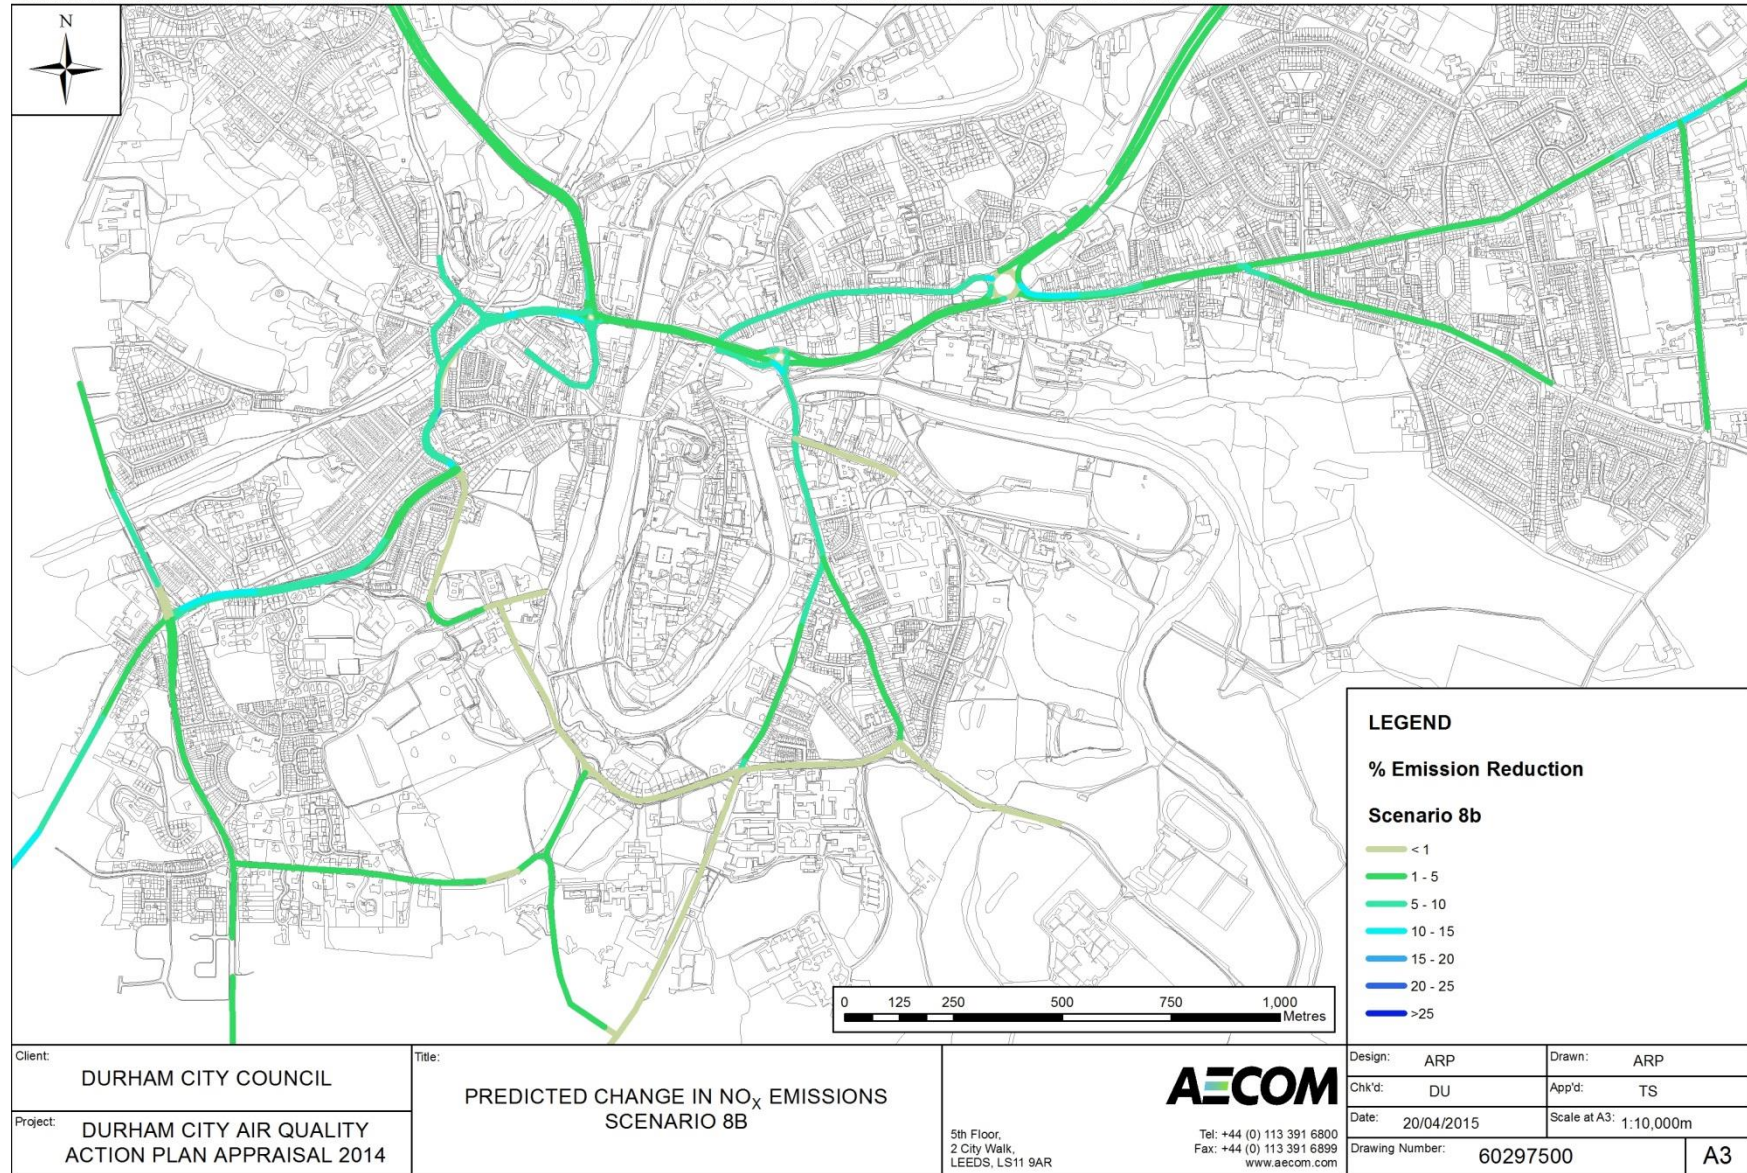 N
LEGEND
% Emission Reduction
Scenario 8b
< 1
1 - 5
5 - 10
10 - 15
15 - 20
20 - 25
>25
0 125 250 500 750 1,000
Metres
Client:
DURHAM CITY COUNCIL
Project:
DURHAM CITY AIR QUALITY
ACTION PLAN APPRAISAL 2014
Title:
PREDICTED CHANGE IN NOX EMISSIONS
SCENARIO 8B
AECOM
5th Floor,
2 City Walk,
LEEDS, LS11 9AR
Tel: +44 (0) 113 391 6800
Fax: +44 (0) 113 391 6899
www.aecom.com
Design: ARP
Drawn: ARP
Chk'd: DU
App'd: TS
Date: 20/04/2015
Scale at A3: 1:10,000m
Drawing Number: 60297500
A3